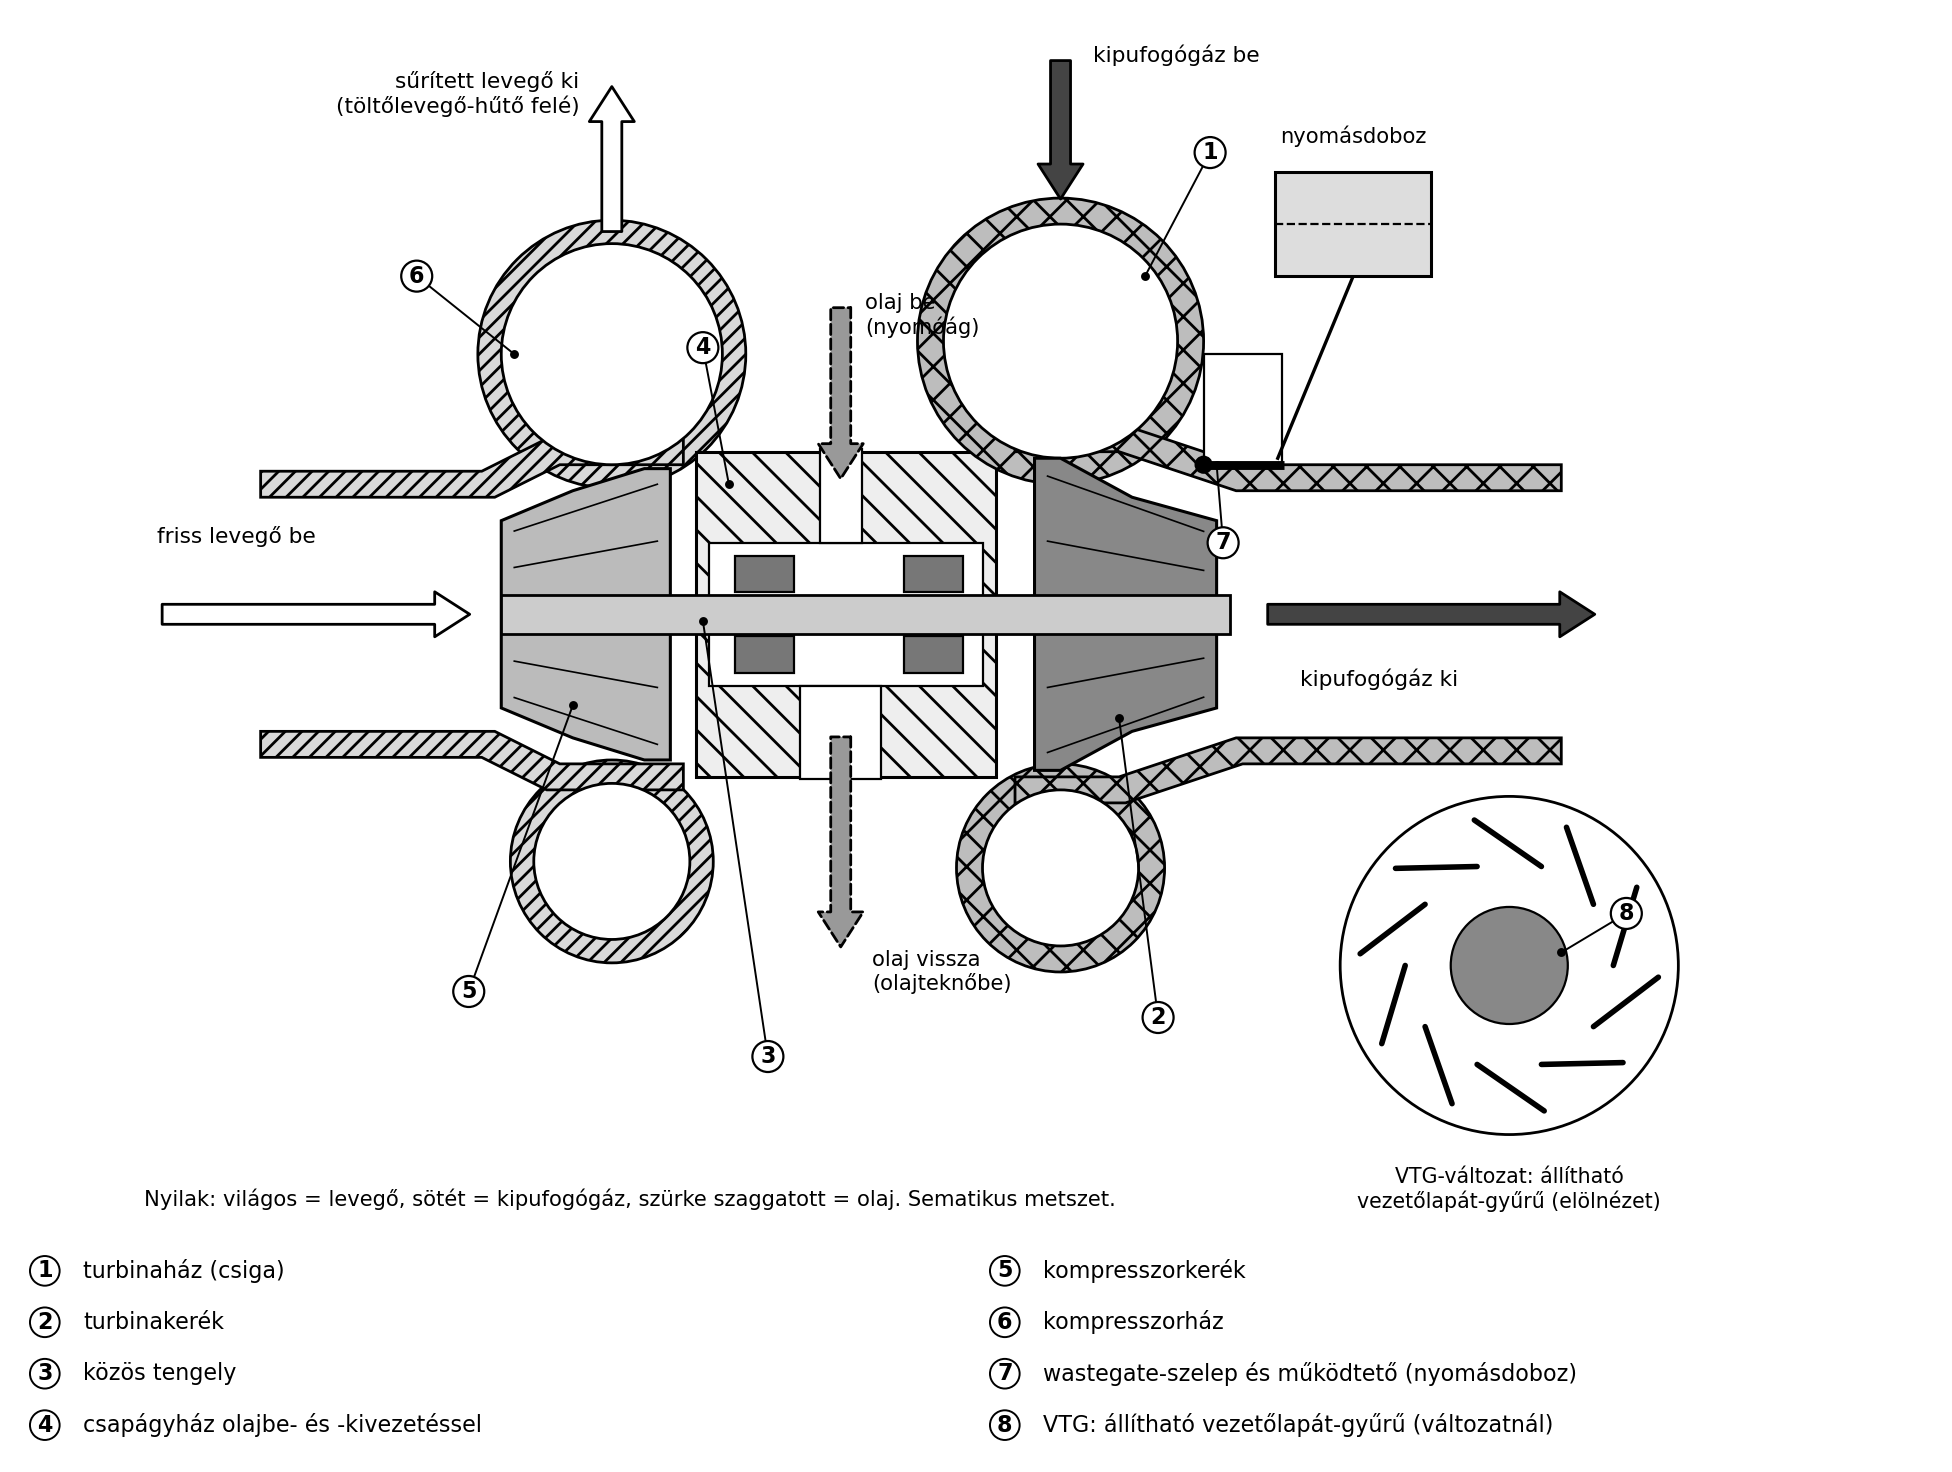 kipufogógáz be
sűrített levegő ki
(töltőlevegő-hűtő felé)
1
nyomásdoboz
6
olaj be
(nyomóág)
4
friss levegő be
7
kipufogógáz ki
8
olaj vissza
(olajteknőbe)
5
2
3
VTG-változat: állítható
vezetőlapát-gyűrű (elölnézet)
Nyilak: világos = levegő, sötét = kipufogógáz, szürke szaggatott = olaj. Sematikus metszet.
1 turbinaház (csiga)
2 turbinakerék
3 közös tengely
4 csapágyház olajbe- és -kivezetéssel
5 kompresszorkerék
6 kompresszorház
7 wastegate-szelep és működtető (nyomásdoboz)
8 VTG: állítható vezetőlapát-gyűrű (változatnál)